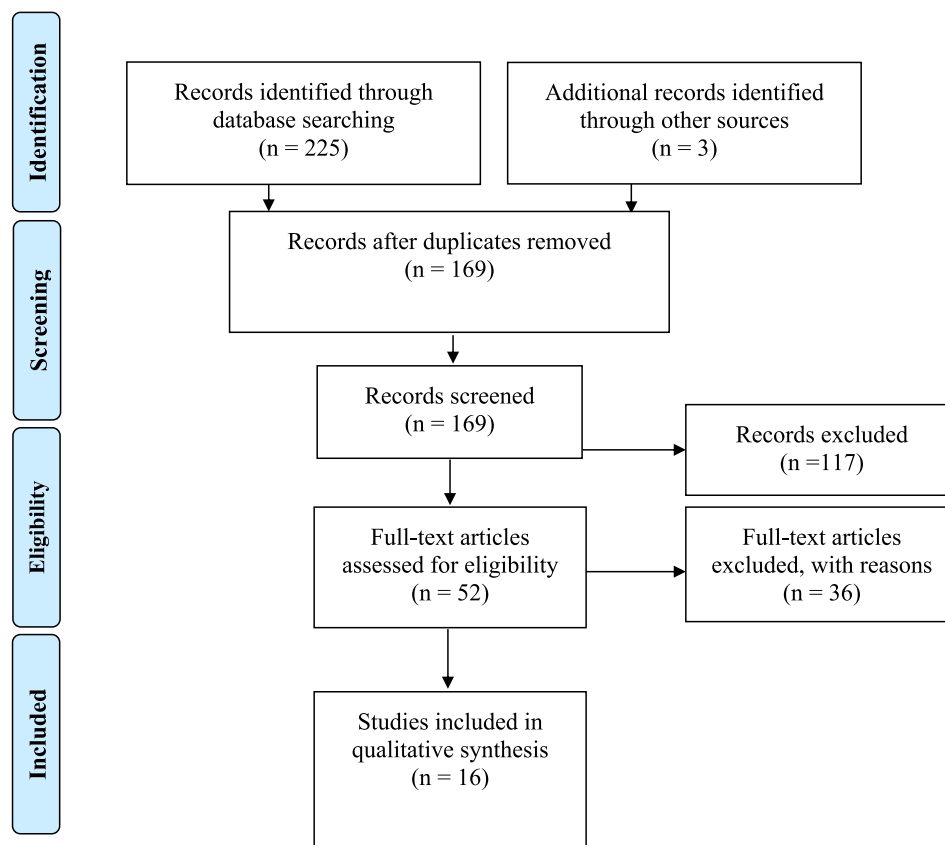 Identification
Records identified through
database searching
(n = 225)
Additional records identified
through other sources
(n = 3)
Screening
Records after duplicates removed
(n = 169)
Records screened
(n = 169)
Records excluded
(n =117)
Eligibility
Full-text articles
assessed for eligibility
(n = 52)
Full-text articles
excluded, with reasons
(n = 36)
Included
Studies included in
qualitative synthesis
(n = 16)